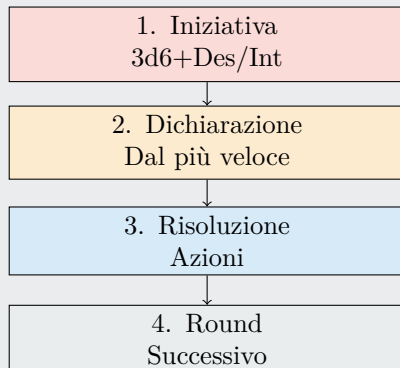 1. Iniziativa
3d6+Des/Int
2. Dichiarazione
Dal più veloce
3. Risoluzione
Azioni
4. Round
Successivo